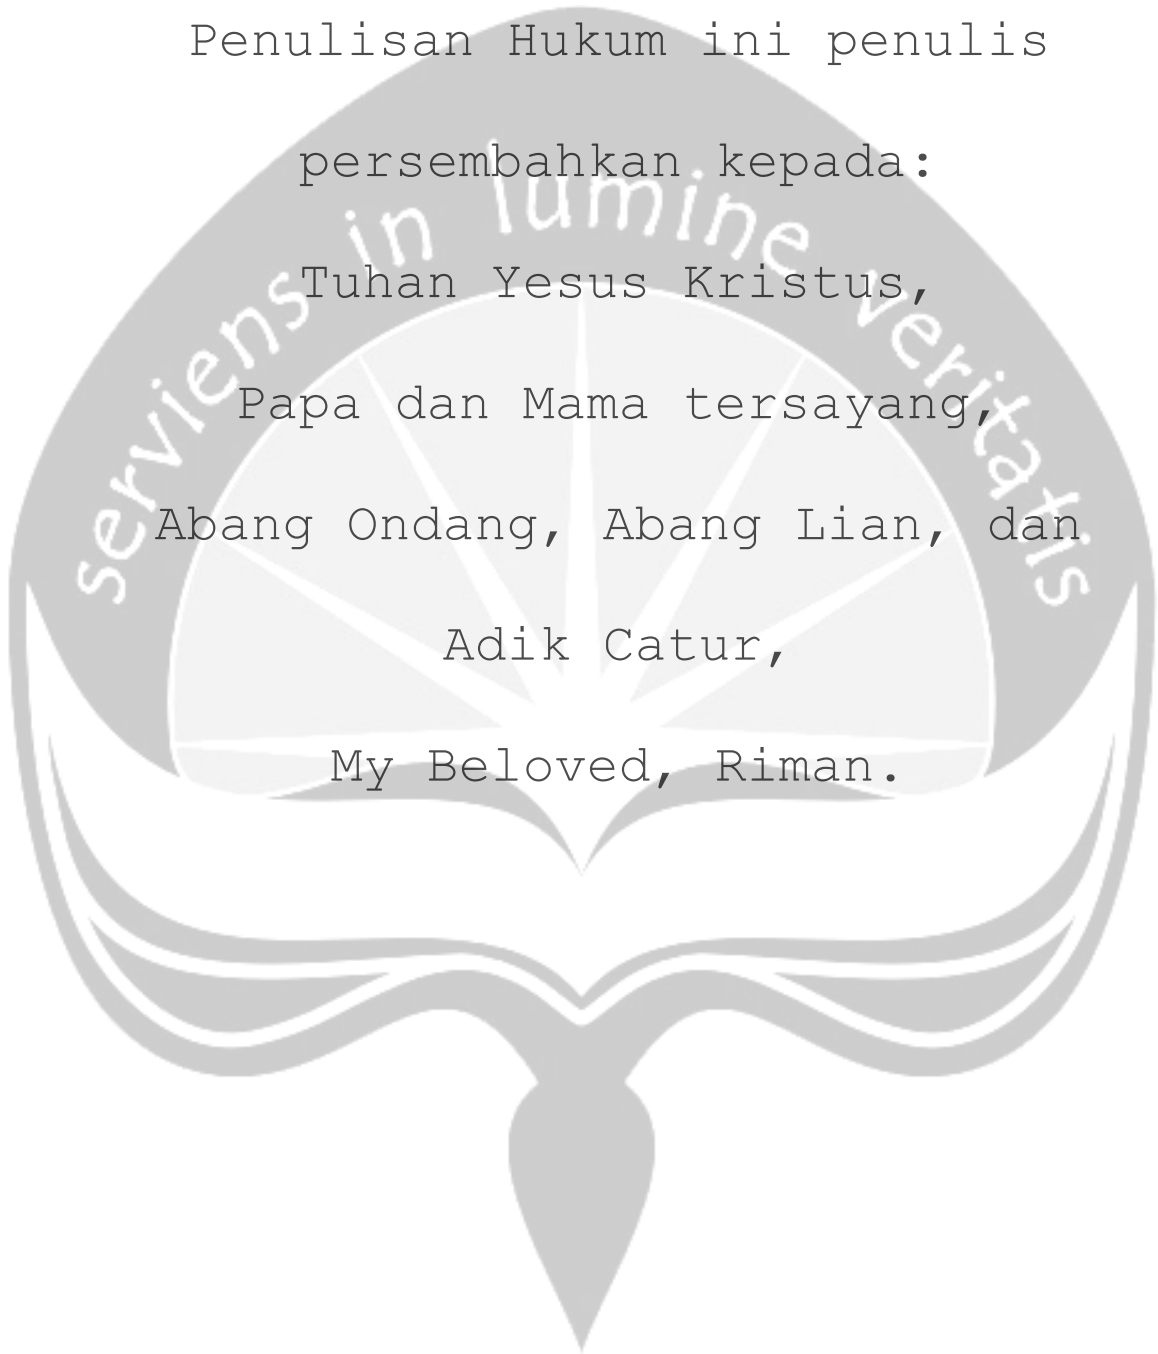 Penulisan Hukum ini penulis
persembahkan kepada:
serviens in lumine veritatis
Tuhan Yesus Kristus,
Papa dan Mama tersayang,
Abang Ondang, Abang Lian, dan
Adik Catur,
My Beloved, Riman.